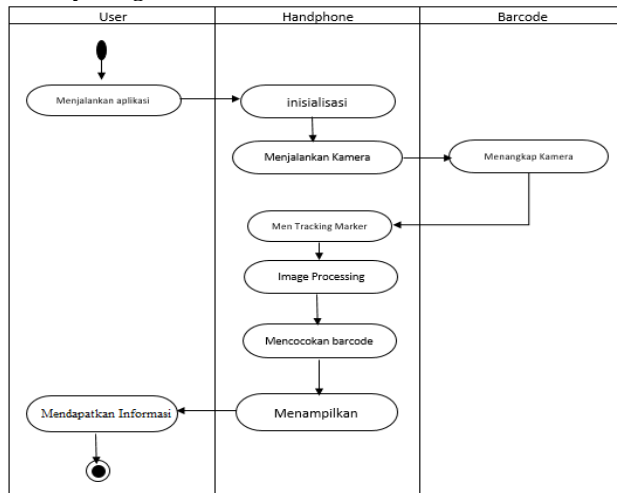 User
Handphone
Barcode
Menjalankan aplikasi
inisialisasi
Menjalankan Kamera
Menangkap Kamera
Men Tracking Marker
Image Processing
Mencocokan barcode
Menampilkan
Mendapatkan Informasi